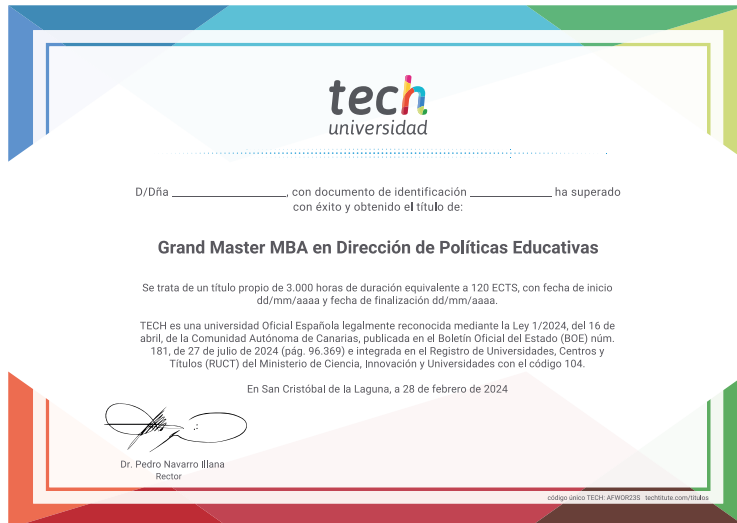 tech
universidad
D/Dña ____________________, con documento de identificación ______________ ha superado
con éxito y obtenido el título de:
Grand Master MBA en Dirección de Políticas Educativas
Se trata de un título propio de 3.000 horas de duración equivalente a 120 ECTS, con fecha de inicio
dd/mm/aaaa y fecha de finalización dd/mm/aaaa.
TECH es una universidad Oficial Española legalmente reconocida mediante la Ley 1/2024, del 16 de
abril, de la Comunidad Autónoma de Canarias, publicada en el Boletín Oficial del Estado (BOE) núm.
181, de 27 de julio de 2024 (pág. 96.369) e integrada en el Registro de Universidades, Centros y
Títulos (RUCT) del Ministerio de Ciencia, Innovación y Universidades con el código 104.
En San Cristóbal de la Laguna, a 28 de febrero de 2024
Dr. Pedro Navarro Illana
Rector
código único TECH: AFWOR23S techtitute.com/titulos